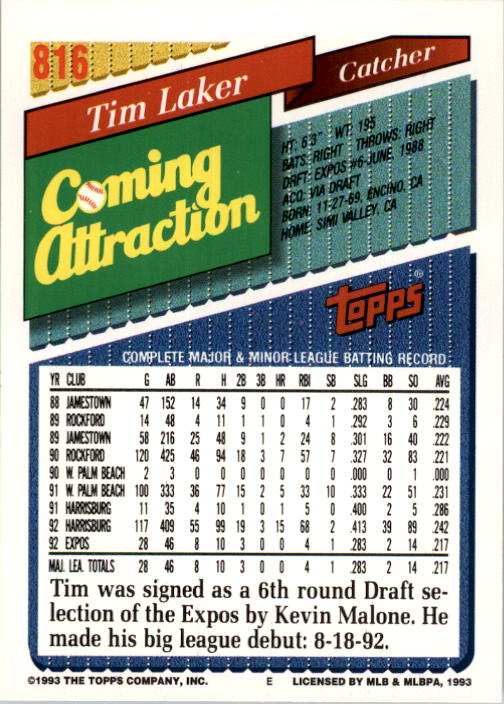 816
Tim Laker
Catcher
Coming
Attraction
HT: 6'3" WT: 195
BATS: RIGHT THROWS: RIGHT
DRAFT: EXPOS #6-JUNE, 1988
ACQ: VIA DRAFT
BORN: 11-27-69, ENCINO, CA
HOME: SIMI VALLEY, CA
topps®
COMPLETE MAJOR & MINOR LEAGUE BATTING RECORD
YR CLUB G AB R H 2B 3B HR RBI SB SLG BB SO AVG
88 JAMESTOWN 47 152 14 34 9 0 0 17 2 .283 8 30 .224
89 ROCKFORD 14 48 4 11 1 1 0 4 1 .292 3 6 .229
89 JAMESTOWN 58 216 25 48 9 1 2 24 8 .301 16 40 .222
90 ROCKFORD 120 425 46 94 18 3 7 57 7 .327 32 83 .221
90 W. PALM BEACH 2 3 0 0 0 0 0 0 0 .000 0 1 .000
91 W. PALM BEACH 100 333 36 77 15 2 5 33 10 .333 22 51 .231
91 HARRISBURG 11 35 4 10 1 0 1 5 0 .400 2 5 .286
92 HARRISBURG 117 409 55 99 19 3 15 68 2 .413 39 89 .242
92 EXPOS 28 46 8 10 3 0 0 4 1 .283 2 14 .217
MAJ. LEA. TOTALS 28 46 8 10 3 0 0 4 1 .283 2 14 .217
Tim was signed as a 6th round Draft se-
lection of the Expos by Kevin Malone. He
made his big league debut: 8-18-92.
©1993 THE TOPPS COMPANY, INC. E LICENSED BY MLB & MLBPA, 1993